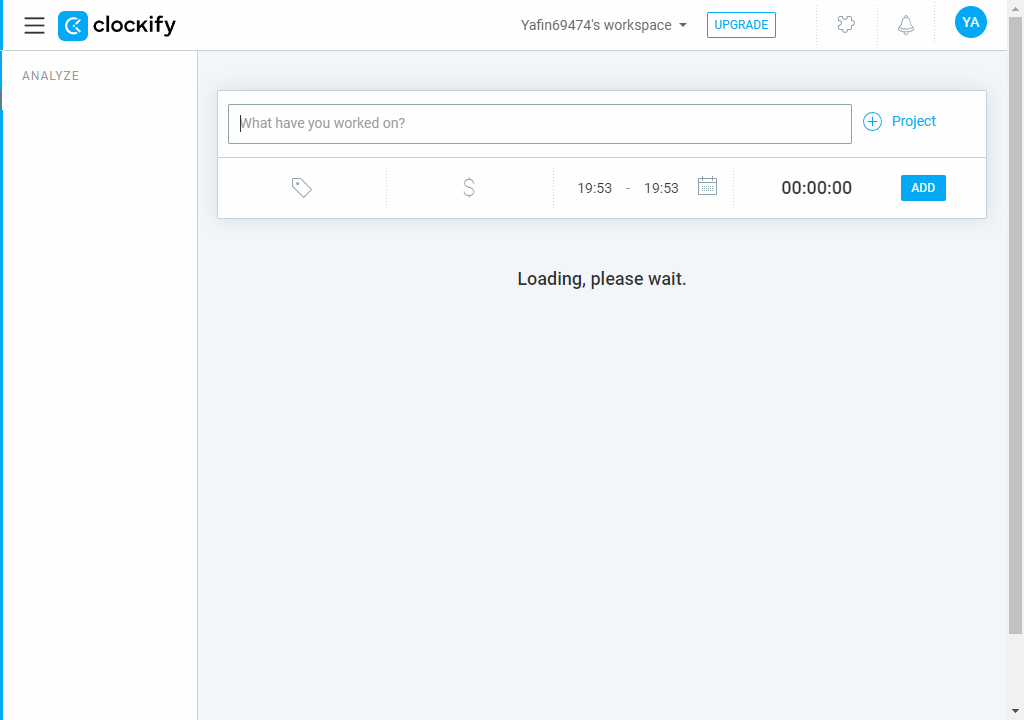 clockify
Yafin69474's workspace
UPGRADE
YA
ANALYZE
What have you worked on?
Project
19:53 - 19:53
00:00:00
ADD
Loading, please wait.